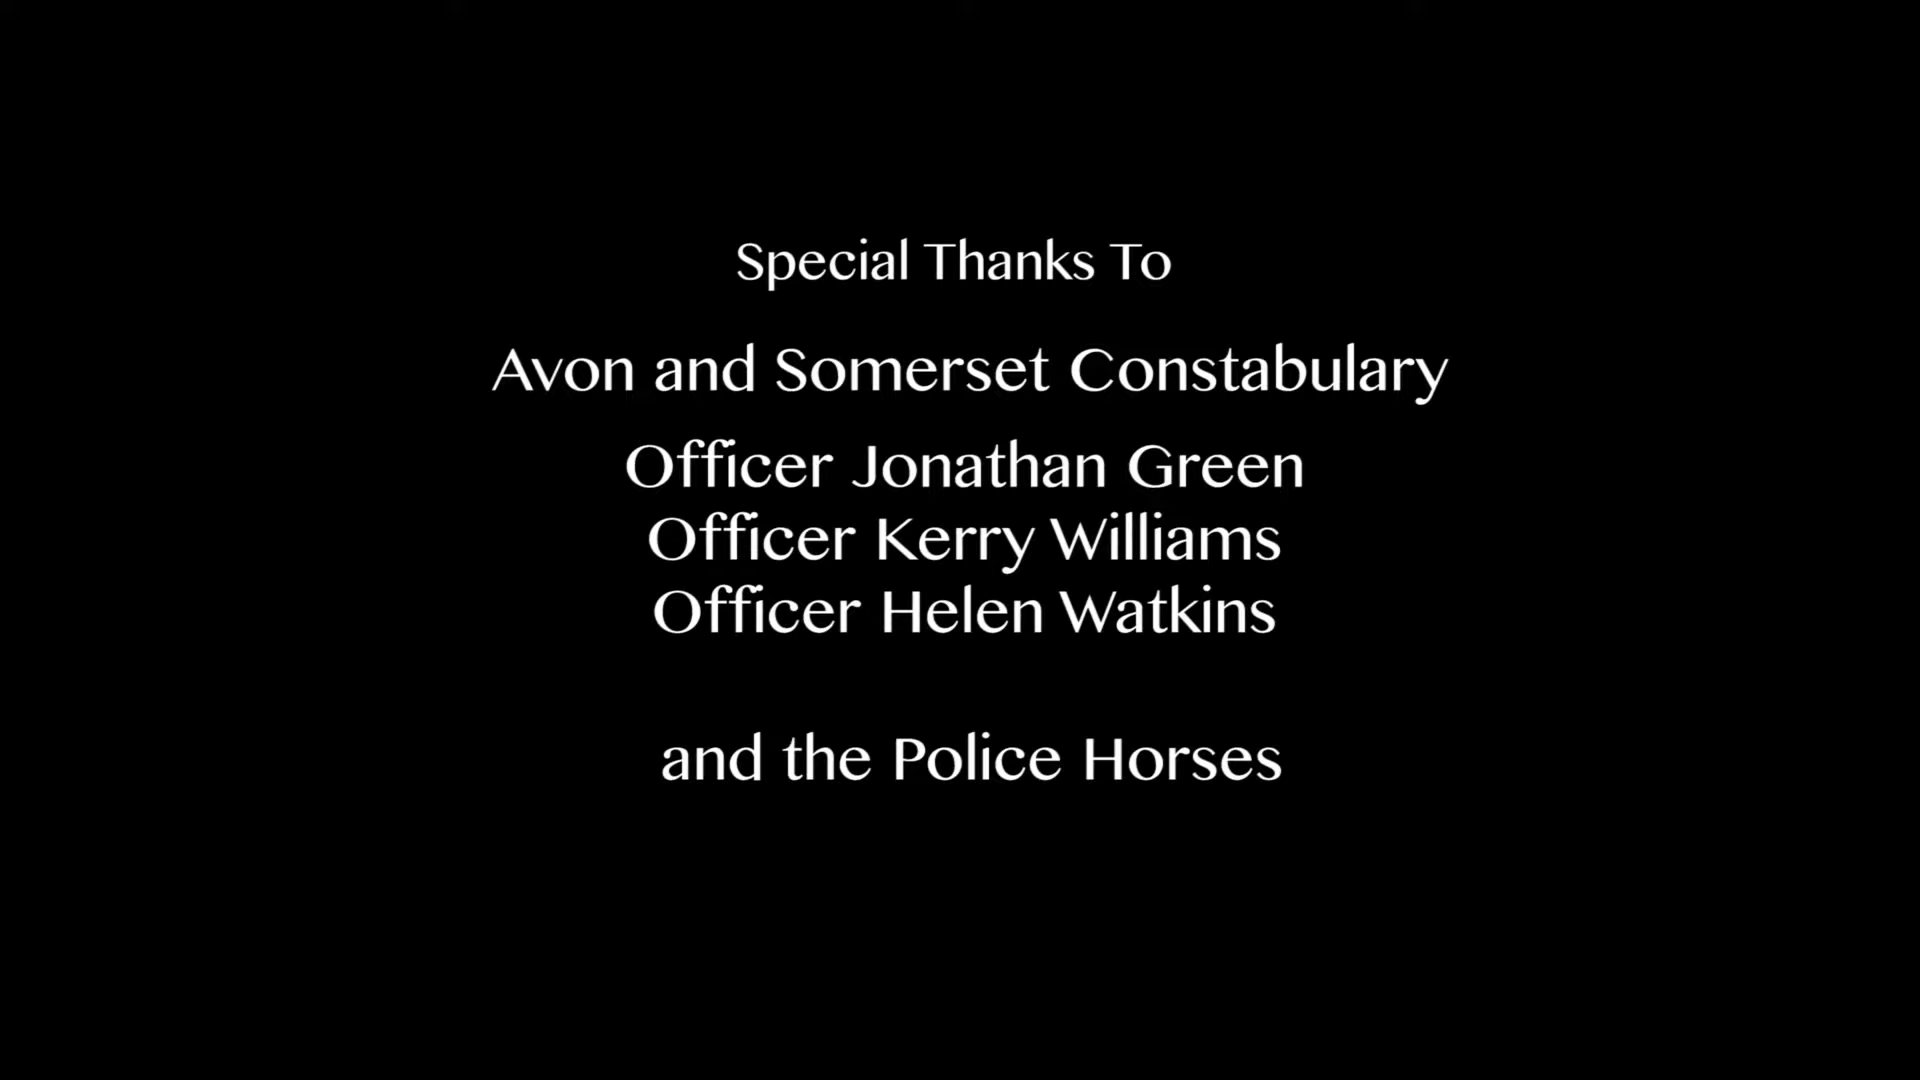 Special Thanks To
Avon and Somerset Constabulary
Officer Jonathan Green
Officer Kerry Williams
Officer Helen Watkins
and the Police Horses